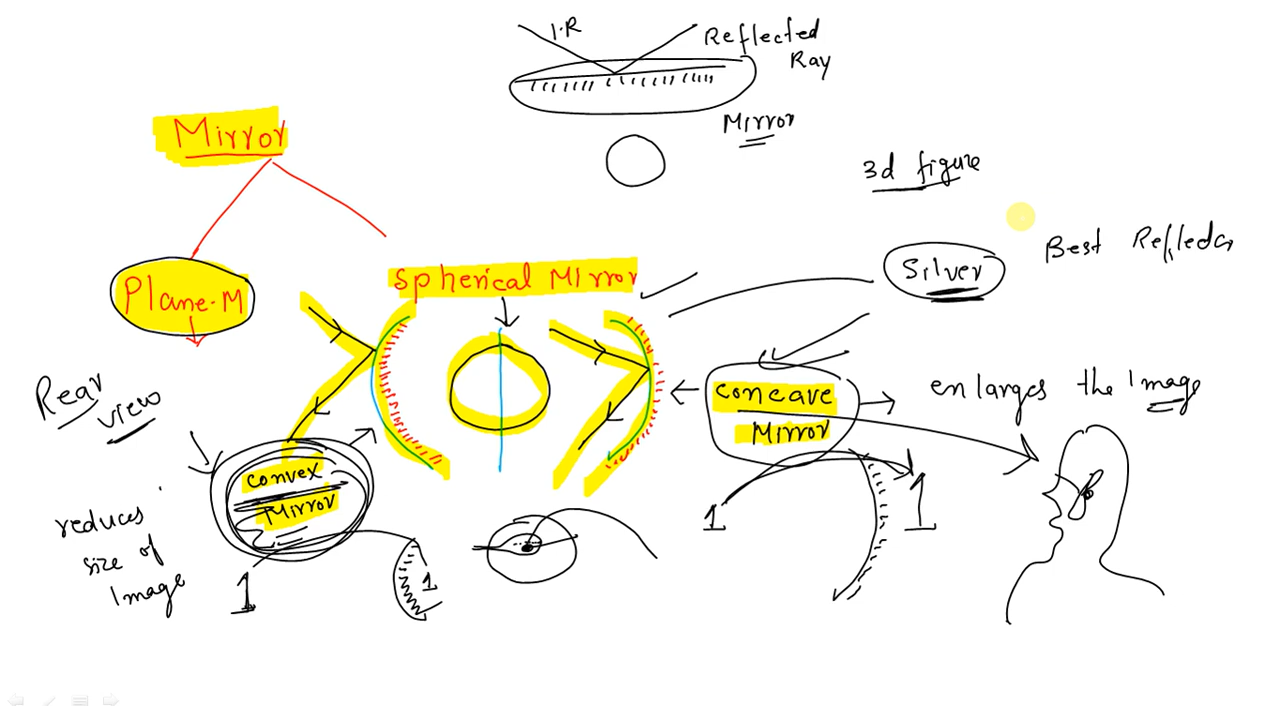 I.R
Reflected
Ray
Mirror
Mirror
3d figure
Best Reflector
Silver
Spherical Mirror
Plane-M
Rear
view
concave
Mirror
enlarges the Image
convex
Mirror
reduces
size of
Image
1
1
1
1